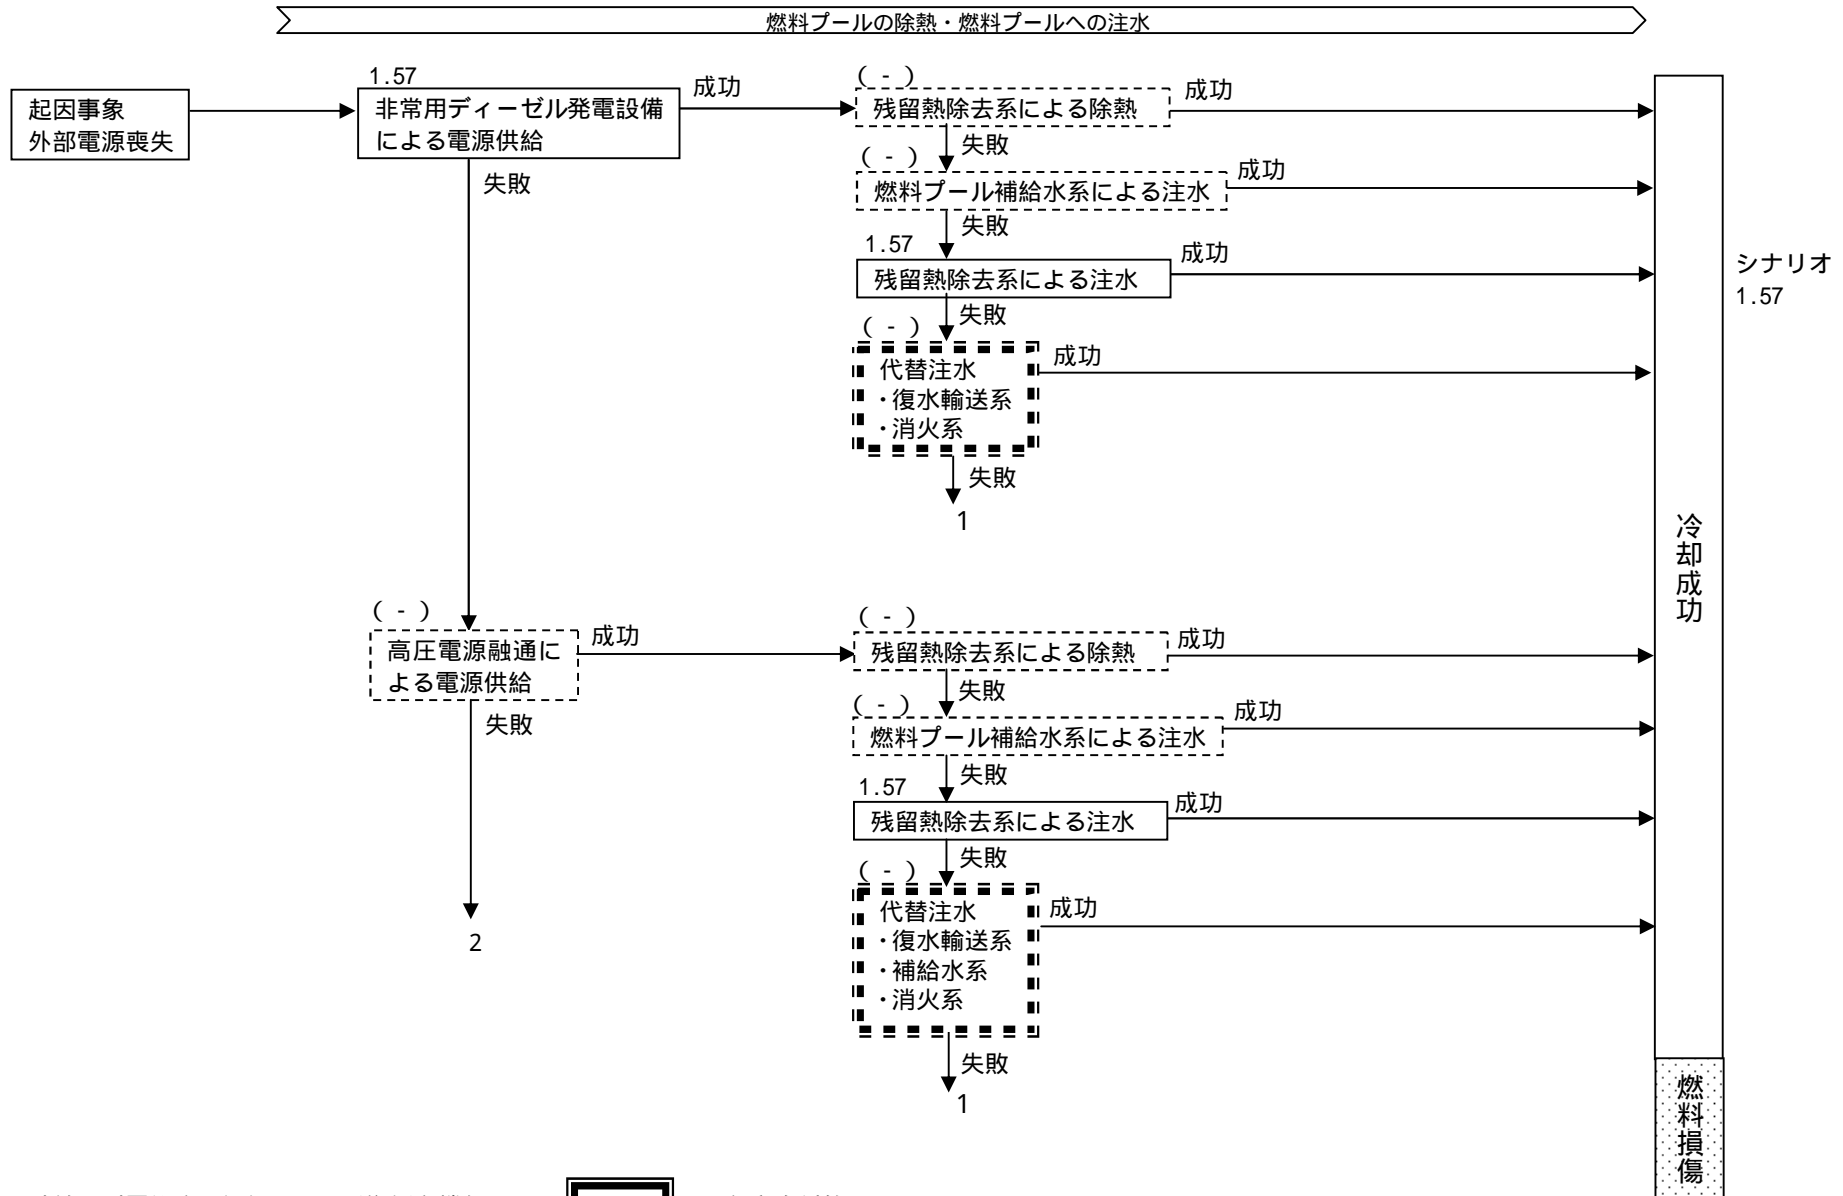 燃料プールの除熱・燃料プールへの注水
起因事象
外部電源喪失
1.57
非常用ディーゼル発電設備
による電源供給
成功
失敗
( - )
残留熱除去系による除熱
成功
失敗
( - )
燃料プール補給水系による注水
成功
失敗
1.57
残留熱除去系による注水
成功
失敗
( - )
代替注水
・復水輸送系
・消火系
成功
失敗
1
シナリオ
1.57
冷却成功
( - )
高圧電源融通に
よる電源供給
成功
失敗
2
( - )
残留熱除去系による除熱
成功
失敗
( - )
燃料プール補給水系による注水
成功
失敗
1.57
残留熱除去系による注水
成功
失敗
( - )
代替注水
・復水輸送系
・補給水系
・消火系
成功
失敗
1
燃料損傷